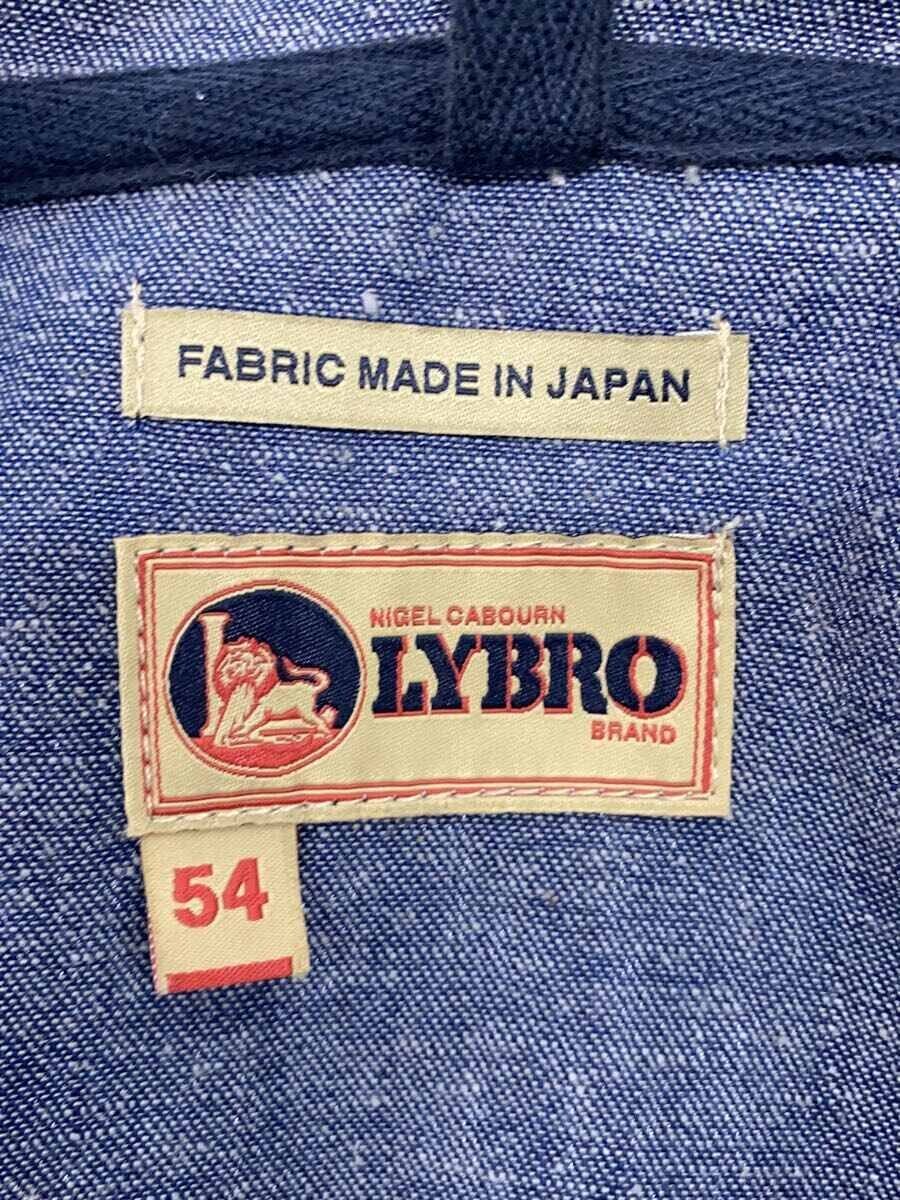 FABRIC MADE IN JAPAN
L
NIGEL CABOURN
LYBRO
BRAND
54